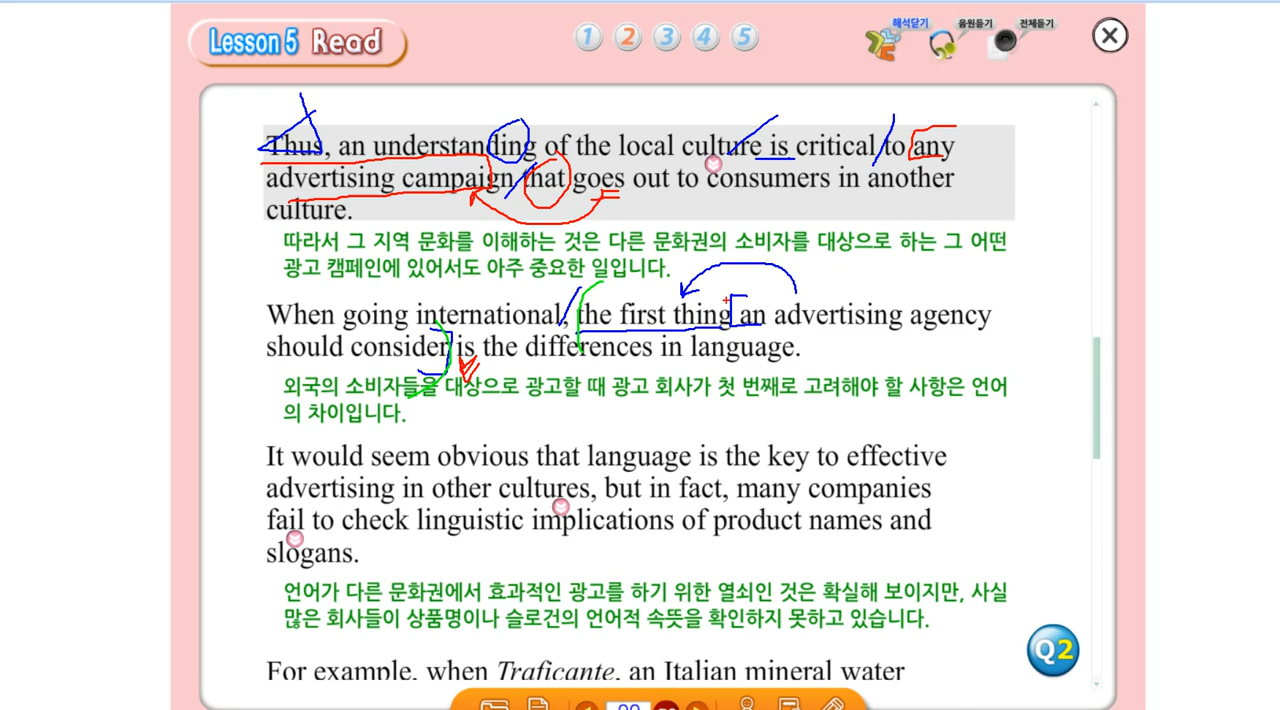 Lesson 5 Read
1 2 3 4 5
해석닫기 음원듣기 전체듣기
Thus, an understanding of the local culture is critical to any
advertising campaign that goes out to consumers in another
culture.
따라서 그 지역 문화를 이해하는 것은 다른 문화권의 소비자를 대상으로 하는 그 어떤
광고 캠페인에 있어서도 아주 중요한 일입니다.
When going international, the first thing an advertising agency
should consider is the differences in language.
외국의 소비자들을 대상으로 광고할 때 광고 회사가 첫 번째로 고려해야 할 사항은 언어
의 차이입니다.
It would seem obvious that language is the key to effective
advertising in other cultures, but in fact, many companies
fail to check linguistic implications of product names and
slogans.
언어가 다른 문화권에서 효과적인 광고를 하기 위한 열쇠인 것은 확실해 보이지만, 사실
많은 회사들이 상품명이나 슬로건의 언어적 속뜻을 확인하지 못하고 있습니다.
Q2
For example, when Traficante, an Italian mineral water